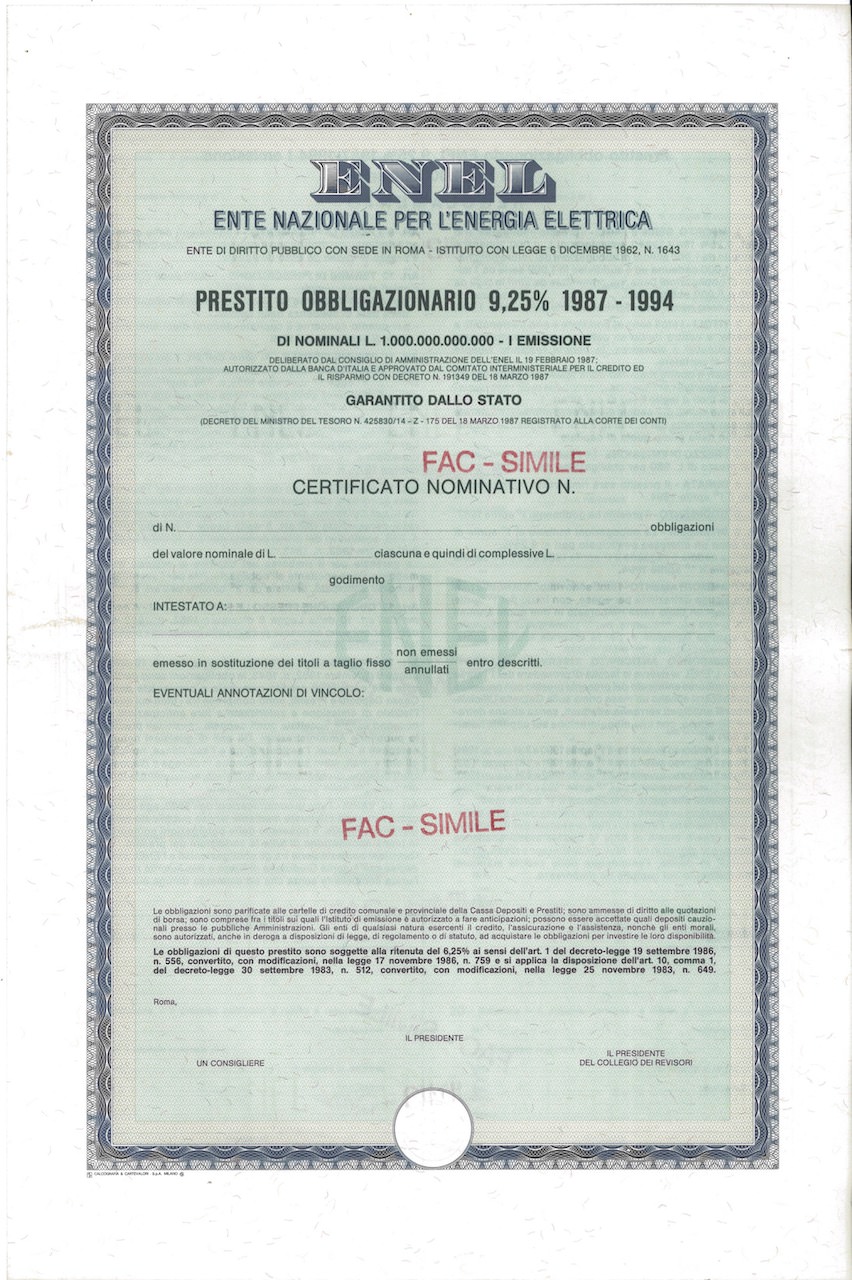 ENEL
ENTE NAZIONALE PER L'ENERGIA ELETTRICA
ENTE DI DIRITTO PUBBLICO CON SEDE IN ROMA - ISTITUITO CON LEGGE 6 DICEMBRE 1962, N. 1643
PRESTITO OBBLIGAZIONARIO 9,25% 1987 - 1994
DI NOMINALI L. 1.000.000.000.000 - I EMISSIONE
DELIBERATO DAL CONSIGLIO DI AMMINISTRAZIONE DELL'ENEL IL 19 FEBBRAIO 1987;
AUTORIZZATO DALLA BANCA D'ITALIA E APPROVATO DAL COMITATO INTERMINISTERIALE PER IL CREDITO ED
IL RISPARMIO CON DECRETO N. 191349 DEL 18 MARZO 1987
GARANTITO DALLO STATO
(DECRETO DEL MINISTRO DEL TESORO N. 425830/14 - Z - 175 DEL 18 MARZO 1987 REGISTRATO ALLA CORTE DEI CONTI)
FAC - SIMILE
CERTIFICATO NOMINATIVO N.
di N. obbligazioni
del valore nominale di L. ciascuna e quindi di complessive L.
godimento
ENEL
INTESTATO A:
emesso in sostituzione dei titoli a taglio fisso non emessi annullati entro descritti.
EVENTUALI ANNOTAZIONI DI VINCOLO:
FAC - SIMILE
Le obbligazioni sono parificate alle cartelle di credito comunale e provinciale della Cassa Depositi e Prestiti; sono ammesse di diritto alle quotazioni
di borsa; sono comprese fra i titoli sui quali l'Istituto di emissione è autorizzato a fare anticipazioni; possono essere accettate quali depositi cauzio-
nali presso le pubbliche Amministrazioni. Gli enti di qualsiasi natura esercenti il credito, l'assicurazione e l'assistenza, nonchè gli enti morali,
sono autorizzati, anche in deroga a disposizioni di legge, di regolamento o di statuto, ad acquistare le obbligazioni per investire le loro disponibilità.
Le obbligazioni di questo prestito sono soggette alla ritenuta del 6,25% ai sensi dell'art. 1 del decreto-legge 19 settembre 1986,
n. 556, convertito, con modificazioni, nella legge 17 novembre 1986, n. 759 e si applica la disposizione dell'art. 10, comma 1,
del decreto-legge 30 settembre 1983, n. 512, convertito, con modificazioni, nella legge 25 novembre 1983, n. 649.
Roma,
IL PRESIDENTE
UN CONSIGLIERE
IL PRESIDENTE
DEL COLLEGIO DEI REVISORI
CALCOGRAFIA & CARTEVALORI - S.p.A. MILANO